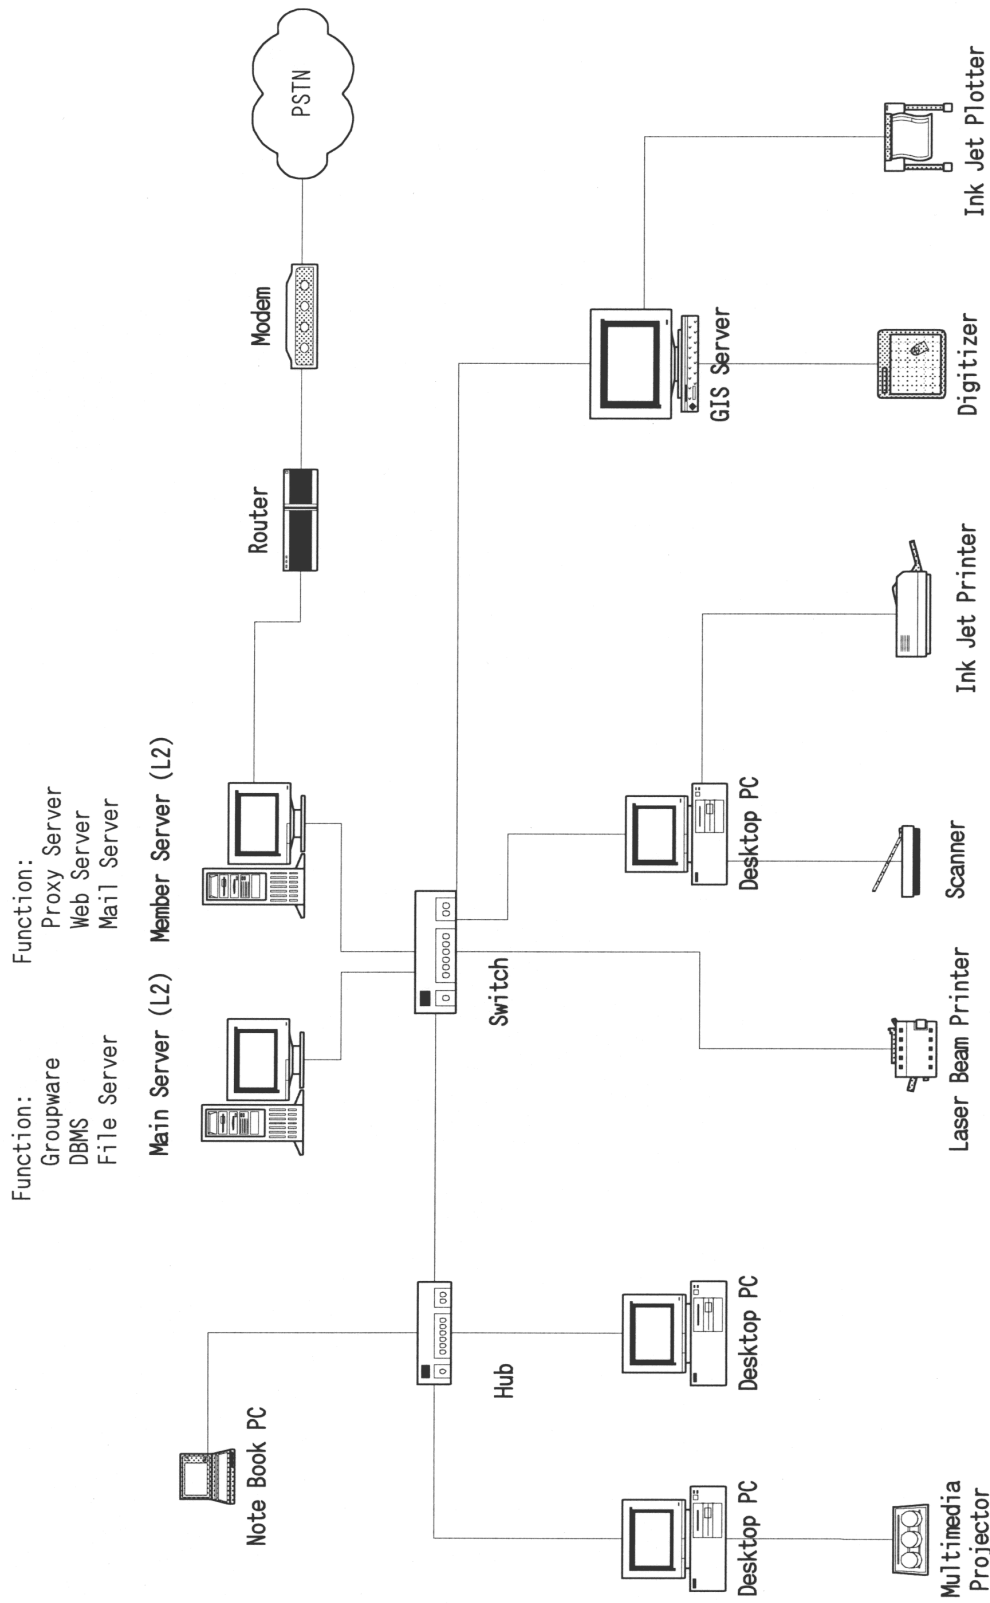 Function:
Groupware
DBMS
File Server
Main Server (L2)
Function:
Proxy Server
Web Server
Mail Server
Member Server (L2)
Router
Modem
PSTN
Note Book PC
Hub
Switch
Desktop PC
Desktop PC
Desktop PC
GIS Server
Multimedia
Projector
Laser Beam Printer
Scanner
Ink Jet Printer
Digitizer
Ink Jet Plotter